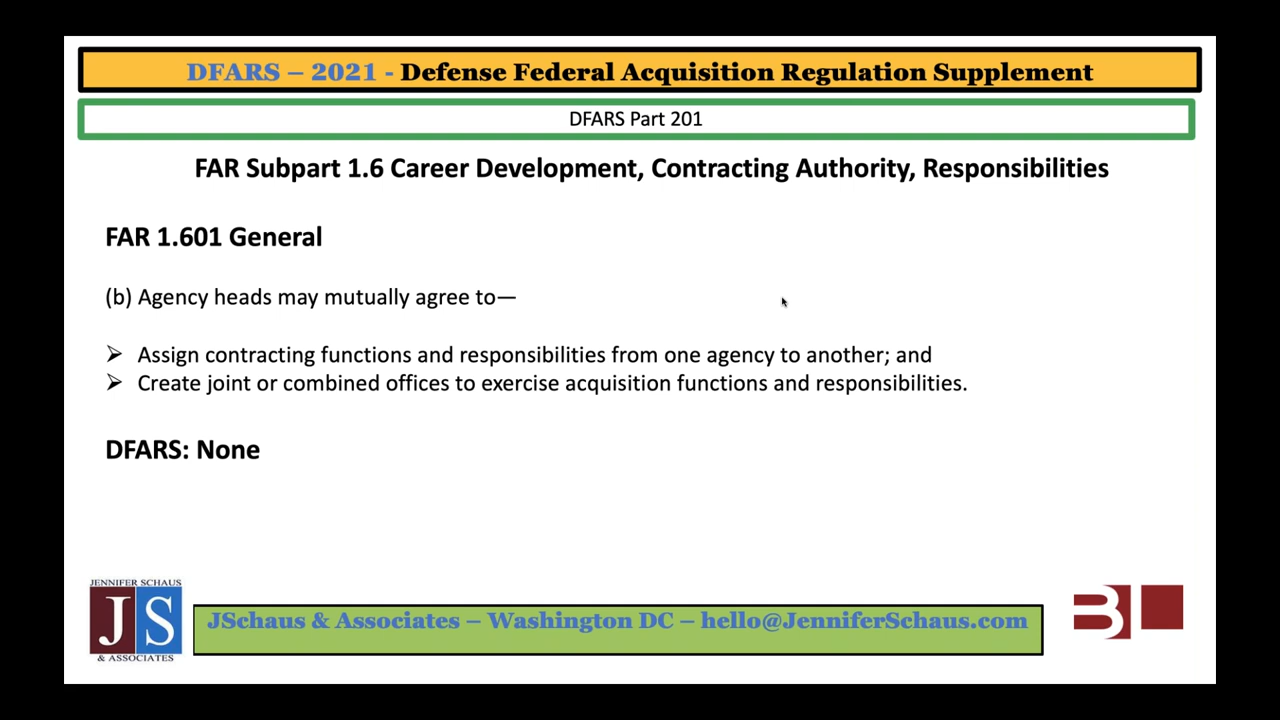 DFARS – 2021 - Defense Federal Acquisition Regulation Supplement
DFARS Part 201
FAR Subpart 1.6 Career Development, Contracting Authority, Responsibilities
FAR 1.601 General
(b) Agency heads may mutually agree to—
➢ Assign contracting functions and responsibilities from one agency to another; and
➢ Create joint or combined offices to exercise acquisition functions and responsibilities.
DFARS: None
JENNIFER SCHAUS
JS
& ASSOCIATES
JSchaus & Associates – Washington DC – hello@JenniferSchaus.com
B